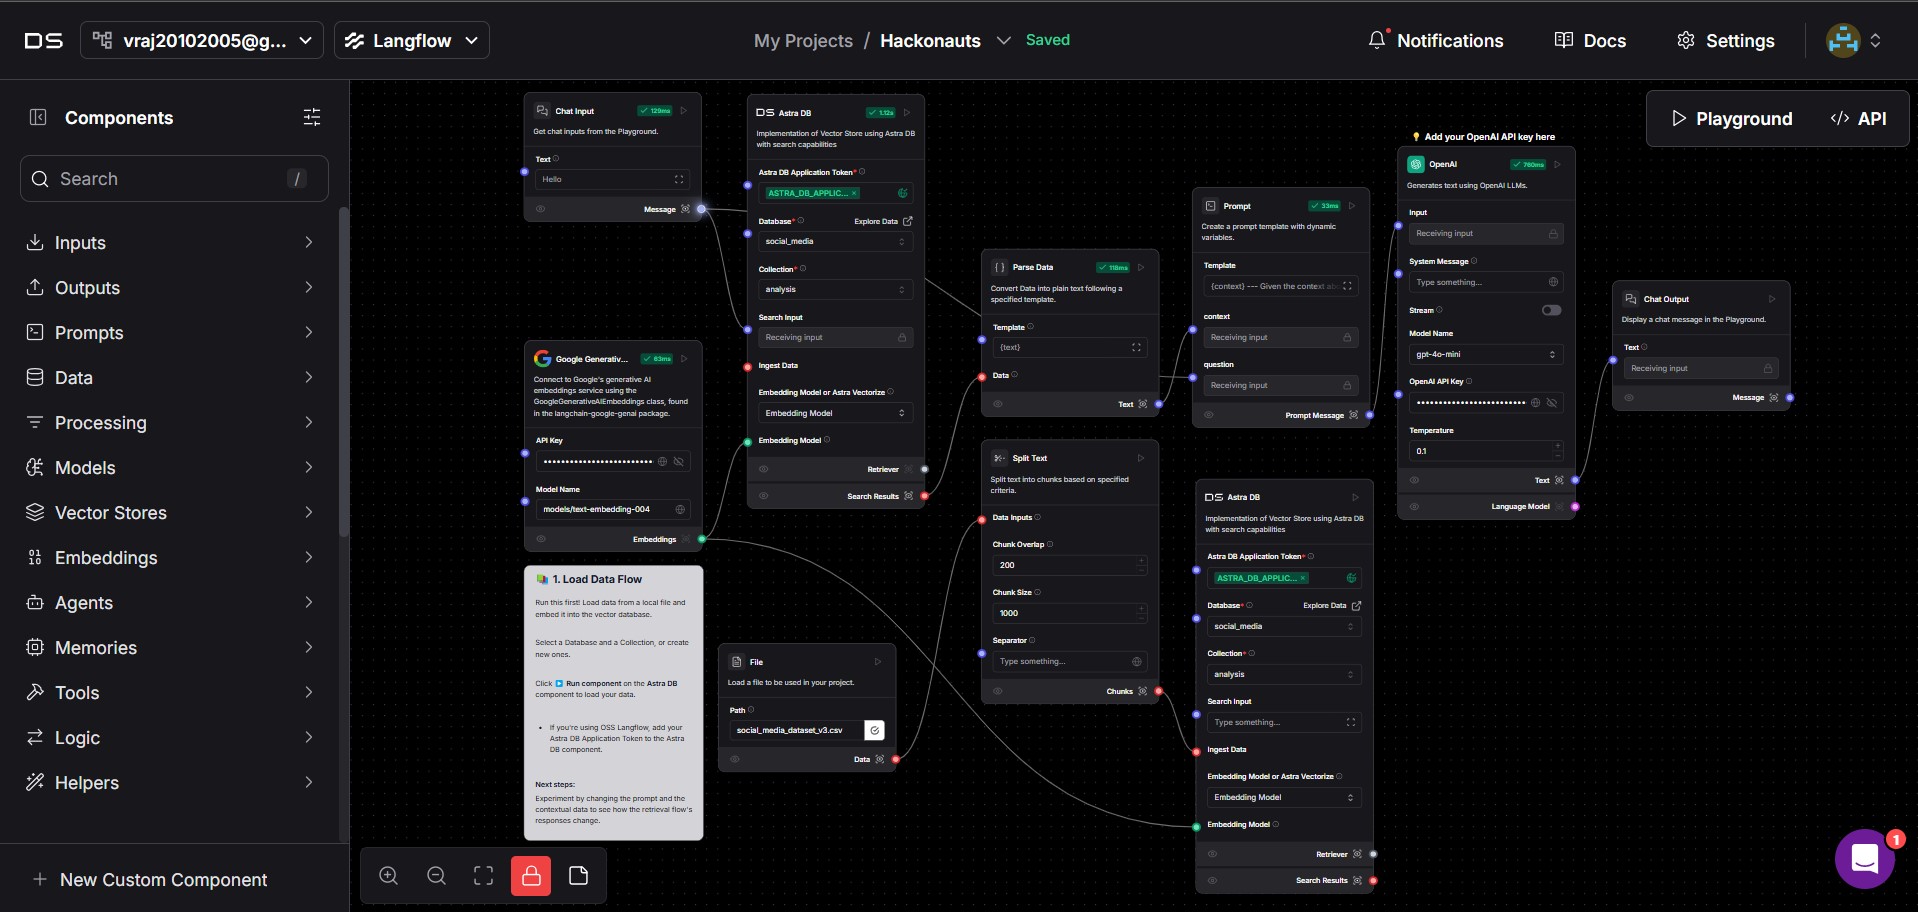 DS
vraj20102005@g...
Langflow
My Projects / Hackonauts
Saved
Notifications
Docs
Settings
Components
Search
/
Inputs
Outputs
Prompts
Data
Processing
Models
Vector Stores
Embeddings
Agents
Memories
Tools
Logic
Helpers
New Custom Component
Playground
API
Chat Input
129ms
Get chat inputs from the Playground.
Text
Hello
Message
Google Generativ...
63ms
Connect to Google's generative AI
embeddings service using the
GoogleGenerativeAIEmbeddings class, found
in the langchain-google-genai package.
API Key
••••••••••••••••••••••••••
Model Name
models/text-embedding-004
Embeddings
1. Load Data Flow
Run this first! Load data from a local file and
embed it into the vector database.
Select a Database and a Collection, or create
new ones.
Click Run component on the Astra DB
component to load your data.
• If you're using OSS Langflow, add your
Astra DB Application Token to the Astra
DB component.
Next steps:
Experiment by changing the prompt and the
contextual data to see how the retrieval flow's
responses change.
DS Astra DB
1.12s
Implementation of Vector Store using Astra DB
with search capabilities
Astra DB Application Token*
ASTRA_DB_APPLIC... ×
Database*
Explore Data
social_media
Collection*
analysis
Search Input
Receiving input
Ingest Data
Embedding Model or Astra Vectorize
Embedding Model
Embedding Model
Retriever
Search Results
File
Load a file to be used in your project.
Path
social_media_dataset_v3.csv
Data
Parse Data
118ms
Convert Data into plain text following a
specified template.
Template
{text}
Data
Text
Split Text
Split text into chunks based on specified
criteria.
Data Inputs
Chunk Overlap
200
Chunk Size
1000
Separator
Type something...
Chunks
Prompt
33ms
Create a prompt template with dynamic
variables.
Template
{context} --- Given the context abo
context
Receiving input
question
Receiving input
Prompt Message
DS Astra DB
Implementation of Vector Store using Astra DB
with search capabilities
Astra DB Application Token*
ASTRA_DB_APPLIC... ×
Database*
Explore Data
social_media
Collection*
analysis
Search Input
Type something...
Ingest Data
Embedding Model or Astra Vectorize
Embedding Model
Embedding Model
Retriever
Search Results
Add your OpenAI API key here
OpenAI
760ms
Generates text using OpenAI LLMs.
Input
Receiving input
System Message
Type something...
Stream
Model Name
gpt-4o-mini
OpenAI API Key
••••••••••••••••••••••••••
Temperature
0.1
Text
Language Model
Chat Output
Display a chat message in the Playground.
Text
Receiving input
Message
1